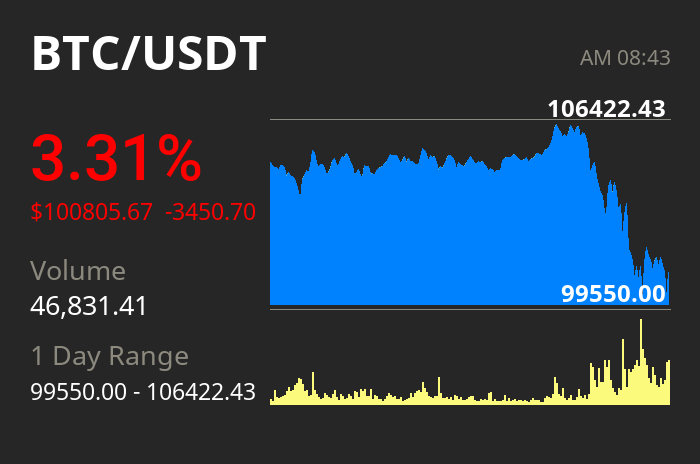 BTC/USDT
AM 08:43
106422.43
3.31%
$100805.67 -3450.70
Volume
99550.00
46,831.41
1 Day Range
99550.00 - 106422.43